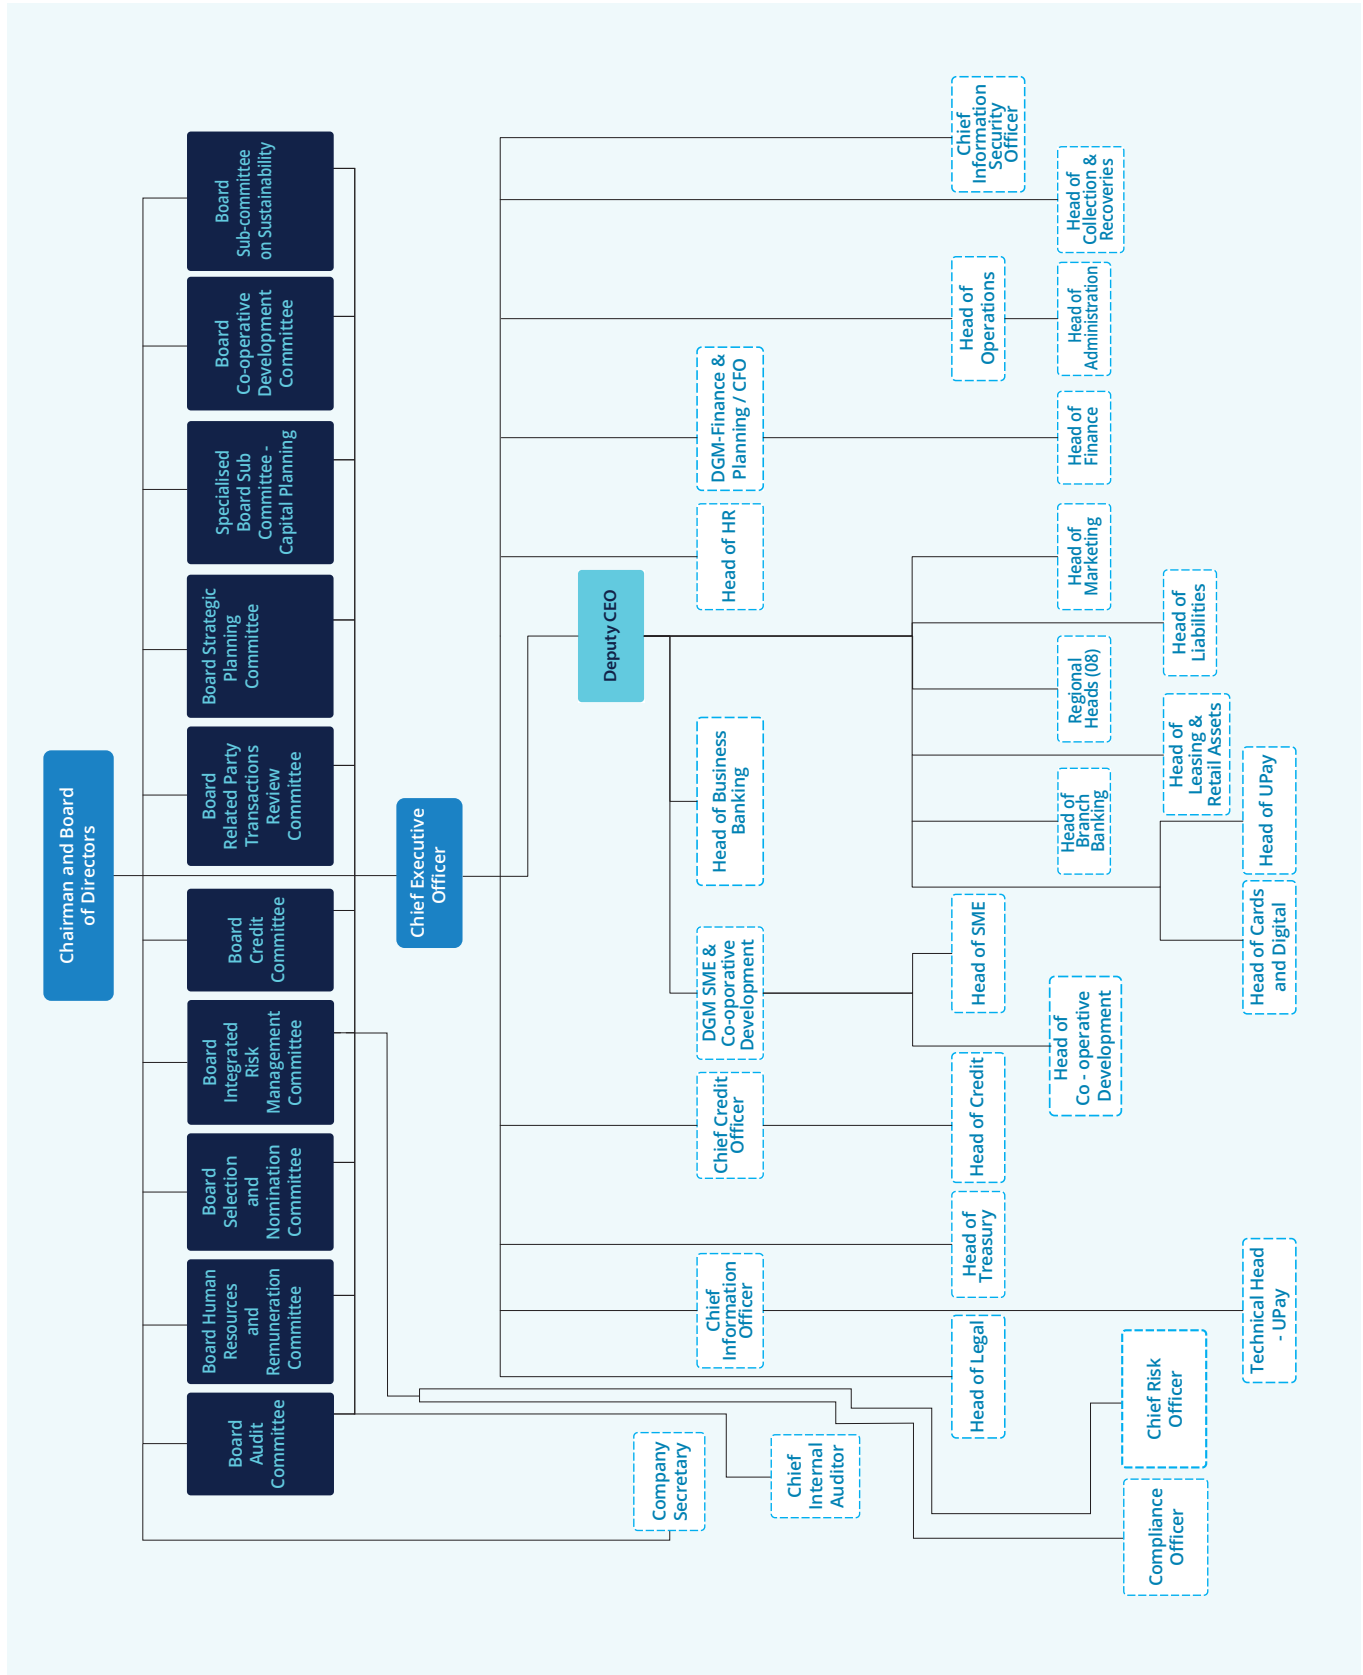 Chairman and Board
of Directors
Board
Audit
Committee
Board Human
Resources
and
Remuneration
Committee
Board
Selection
and
Nomination
Committee
Board
Integrated
Risk
Management
Committee
Board
Credit
Committee
Board
Related Party
Transactions
Review
Committee
Board Strategic
Planning
Committee
Specialised
Board Sub
Committee -
Capital Planning
Board
Co-operative
Development
Committee
Board
Sub-committee
on Sustainability
Chief Executive
Officer
Deputy CEO
Company
Secretary
Chief
Information
Officer
Chief Credit
Officer
DGM SME &
Co-oporative
Development
Head of Business
Banking
Head of HR
DGM-Finance &
Planning / CFO
Chief
Internal
Auditor
Head of Legal
Head of
Treasury
Head of Credit
Head of SME
Head of
Operations
Chief
Information
Security
Officer
Head of
Co - operative
Development
Head of
Branch
Banking
Regional
Heads (08)
Head of
Marketing
Head of
Finance
Head of
Administration
Head of
Collection &
Recoveries
Compliance
Officer
Chief Risk
Officer
Head of
Leasing &
Retail Assets
Head of
Liabilities
Technical Head
- UPay
Head of Cards
and Digital
Head of UPay